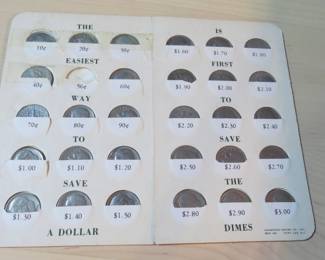 THE
10¢ 20¢ 30¢
EASIEST
40¢ 50¢ 60¢
WAY
70¢ 80¢ 90¢
TO
$1.00 $1.10 $1.20
SAVE
$1.30 $1.40 $1.50
A DOLLAR
IS
$1.60 $1.70 $1.80
FIRST
$1.90 $2.00 $2.10
TO
$2.20 $2.30 $2.40
SAVE
$2.50 $2.60 $2.70
THE
$2.80 $2.90 $3.00
DIMES